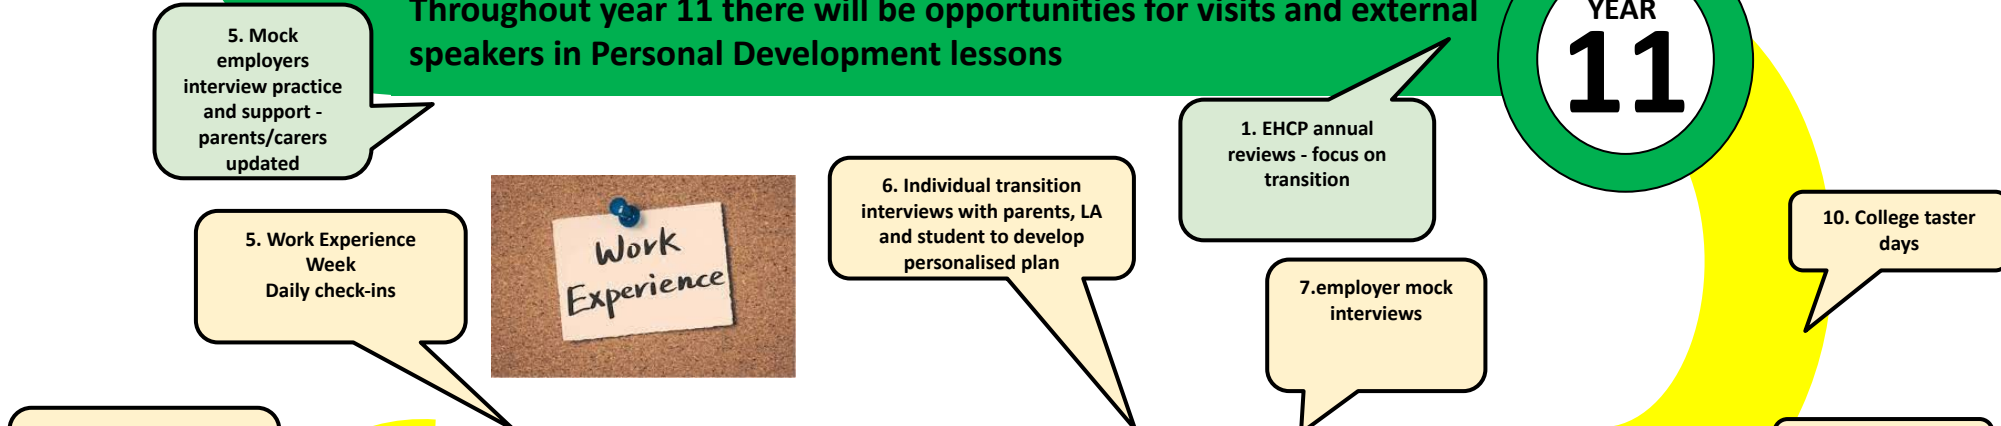 Throughout year 11 there will be opportunities for visits and external
speakers in Personal Development lessons
YEAR
11
5. Mock
employers
interview practice
and support -
parents/carers
updated
1. EHCP annual
reviews - focus on
transition
6. Individual transition
interviews with parents, LA
and student to develop
personalised plan
10. College taster
days
5. Work Experience
Week
Daily check-ins
Work
Experience
7.employer mock
interviews